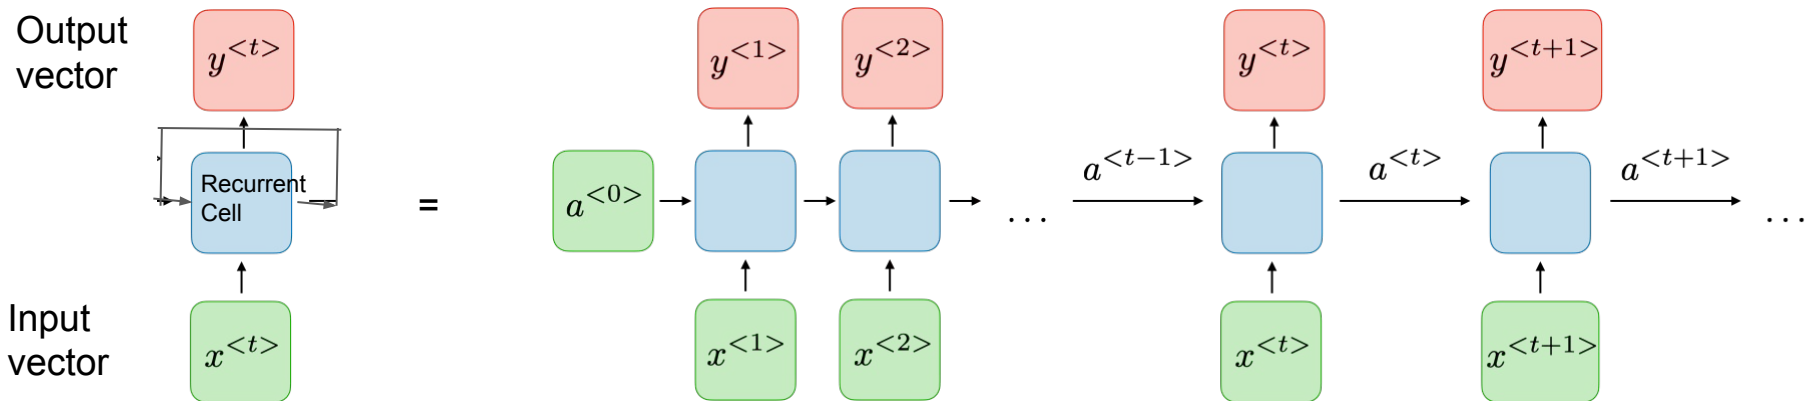 Output
vector
y^{<t>}
y^{<1>}
y^{<2>}
y^{<t>}
y^{<t+1>}
Recurrent
Cell
=
a^{<0>}
...
a^{<t-1>}
a^{<t>}
a^{<t+1>}
...
Input
vector
x^{<t>}
x^{<1>}
x^{<2>}
x^{<t>}
x^{<t+1>}